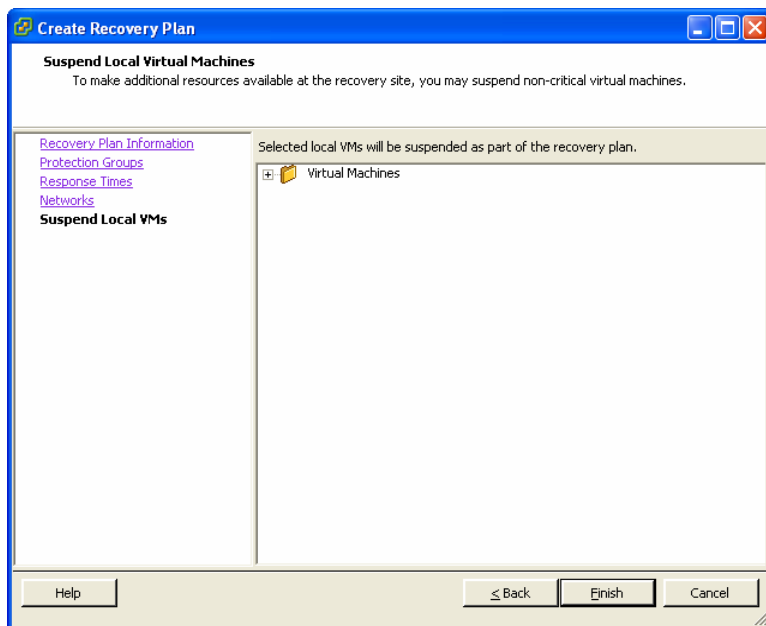 Create Recovery Plan
Suspend Local Virtual Machines
To make additional resources available at the recovery site, you may suspend non-critical virtual machines.
Recovery Plan Information
Protection Groups
Response Times
Networks
Suspend Local VMs
Selected local VMs will be suspended as part of the recovery plan.
Virtual Machines
Help
< Back
Finish
Cancel